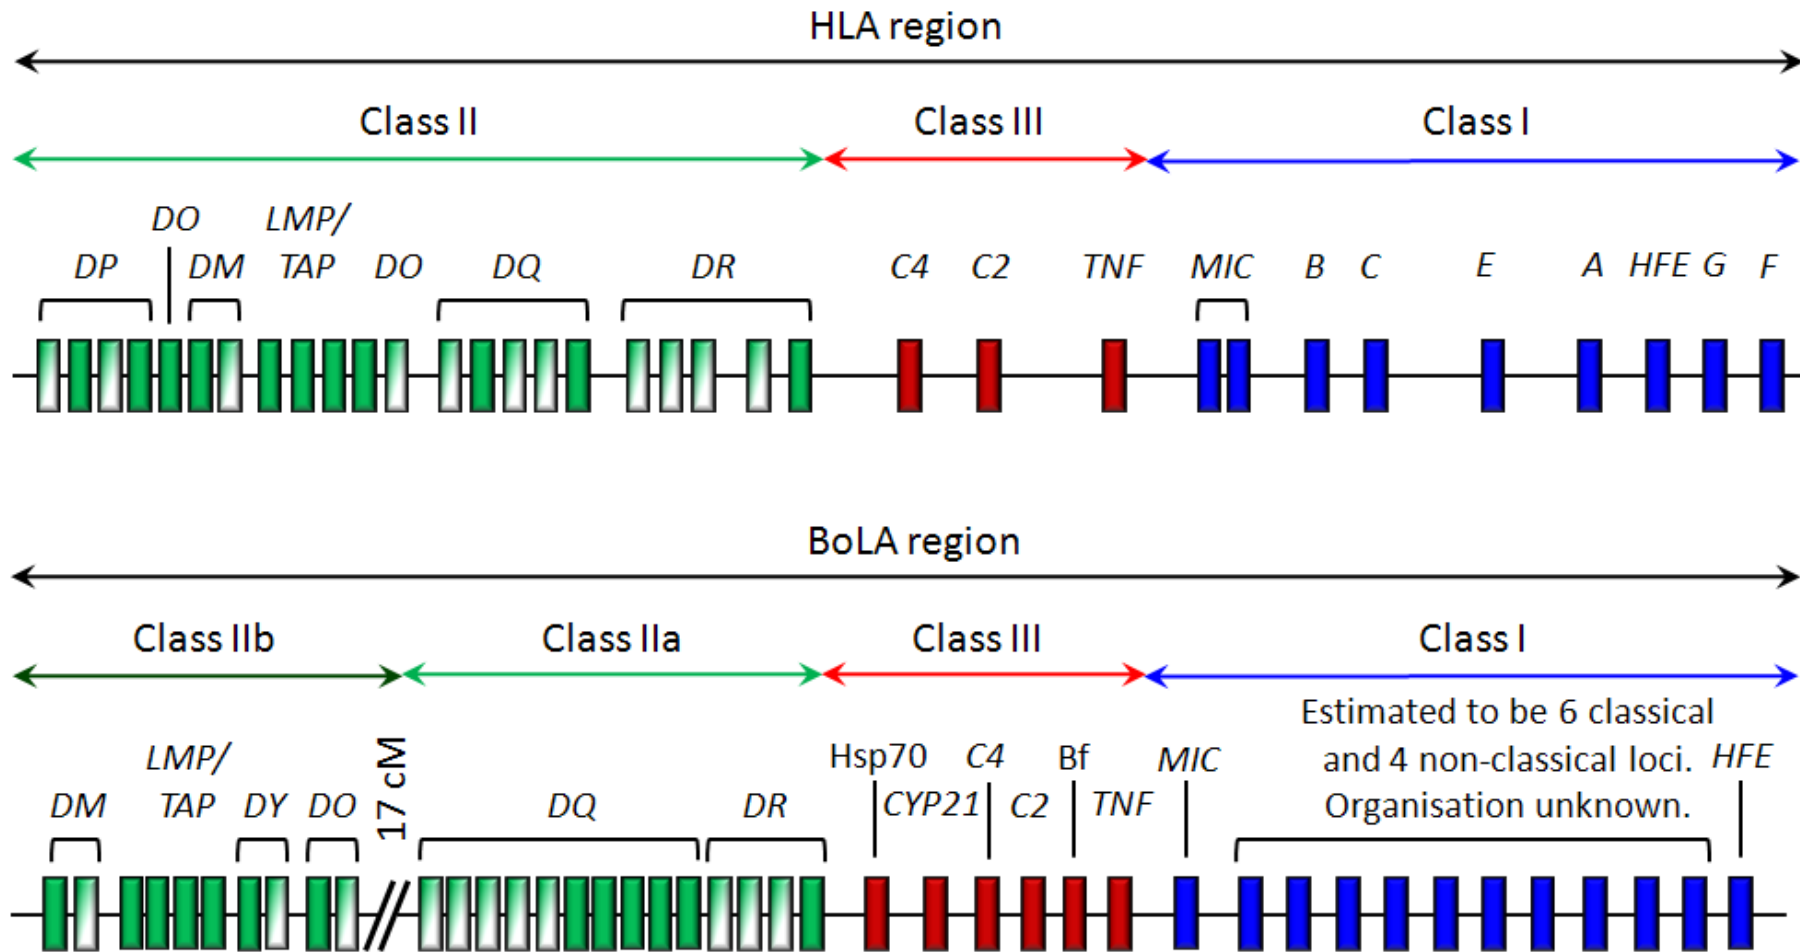 HLA region
Class II
Class III
Class I
DO
LMP/
DP
DM
TAP
DO
DQ
DR
C4
C2
TNF
MIC
B
C
E
A
HFE
G
F
BoLA region
Class IIb
Class IIa
Class III
Class I
Estimated to be 6 classical
and 4 non-classical loci.
Organisation unknown.
LMP/
17 cM
Hsp70
C4
Bf
MIC
HFE
DM
TAP
DY
DO
DQ
DR
CYP21
C2
TNF